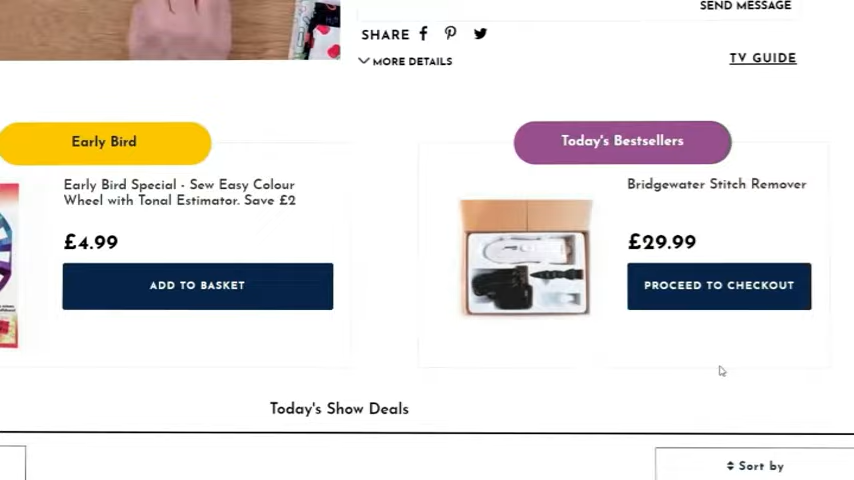 SEND MESSAGE
SHARE
MORE DETAILS
TV GUIDE
Early Bird
Early Bird Special - Sew Easy Colour
Wheel with Tonal Estimator. Save £2
£4.99
ADD TO BASKET
Today's Bestsellers
Bridgewater Stitch Remover
£29.99
PROCEED TO CHECKOUT
Today's Show Deals
Sort by